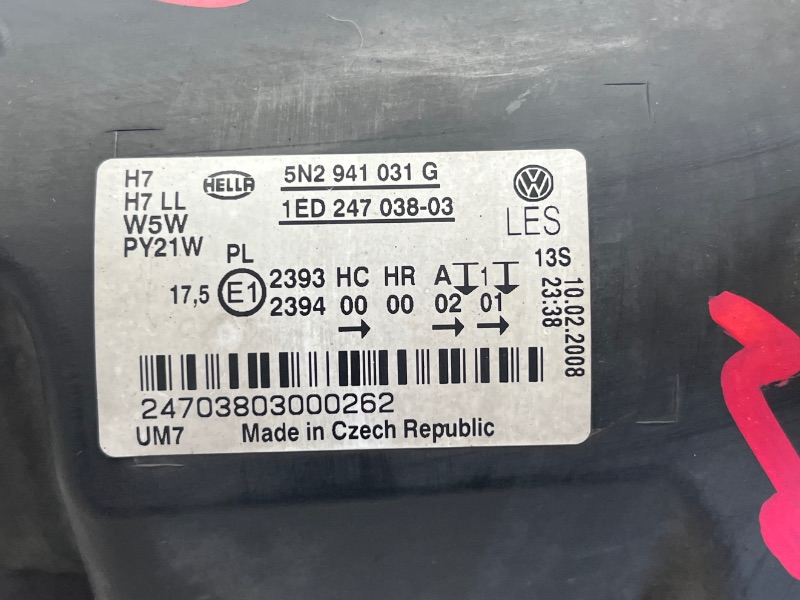 H7
H7 LL
W5W
PY21W
HELLA
5N2 941 031 G
1ED 247 038-03
VW
LES
PL
17,5
E1
2393 HC HR A 1
2394 00 00 02 01
13S
10.02.2008
23:38
24703803000262
UM7
Made in Czech Republic